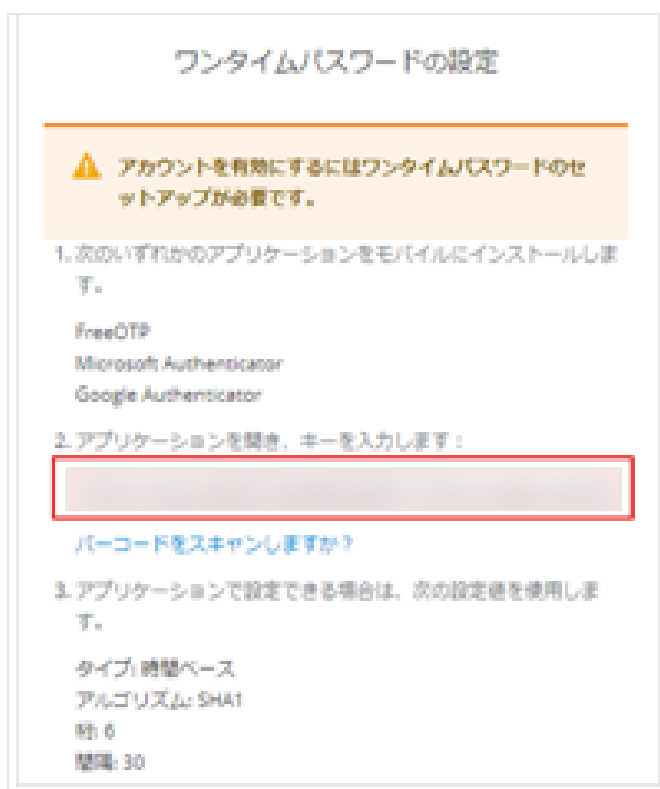 ワンタイムパスワードの設定
アカウントを有効にするにはワンタイムパスワードのセ
ットアップが必要です。
1. 次のいずれかのアプリケーションをモバイルにインストールしま
す。
FreeOTP
Microsoft Authenticator
Google Authenticator
2. アプリケーションを開き、キーを入力します：
バーコードをスキャンしますか？
3. アプリケーションで設定できる場合は、次の設定値を使用しま
す。
タイプ: 時間ベース
アルゴリズム: SHA1
桁: 6
間隔: 30